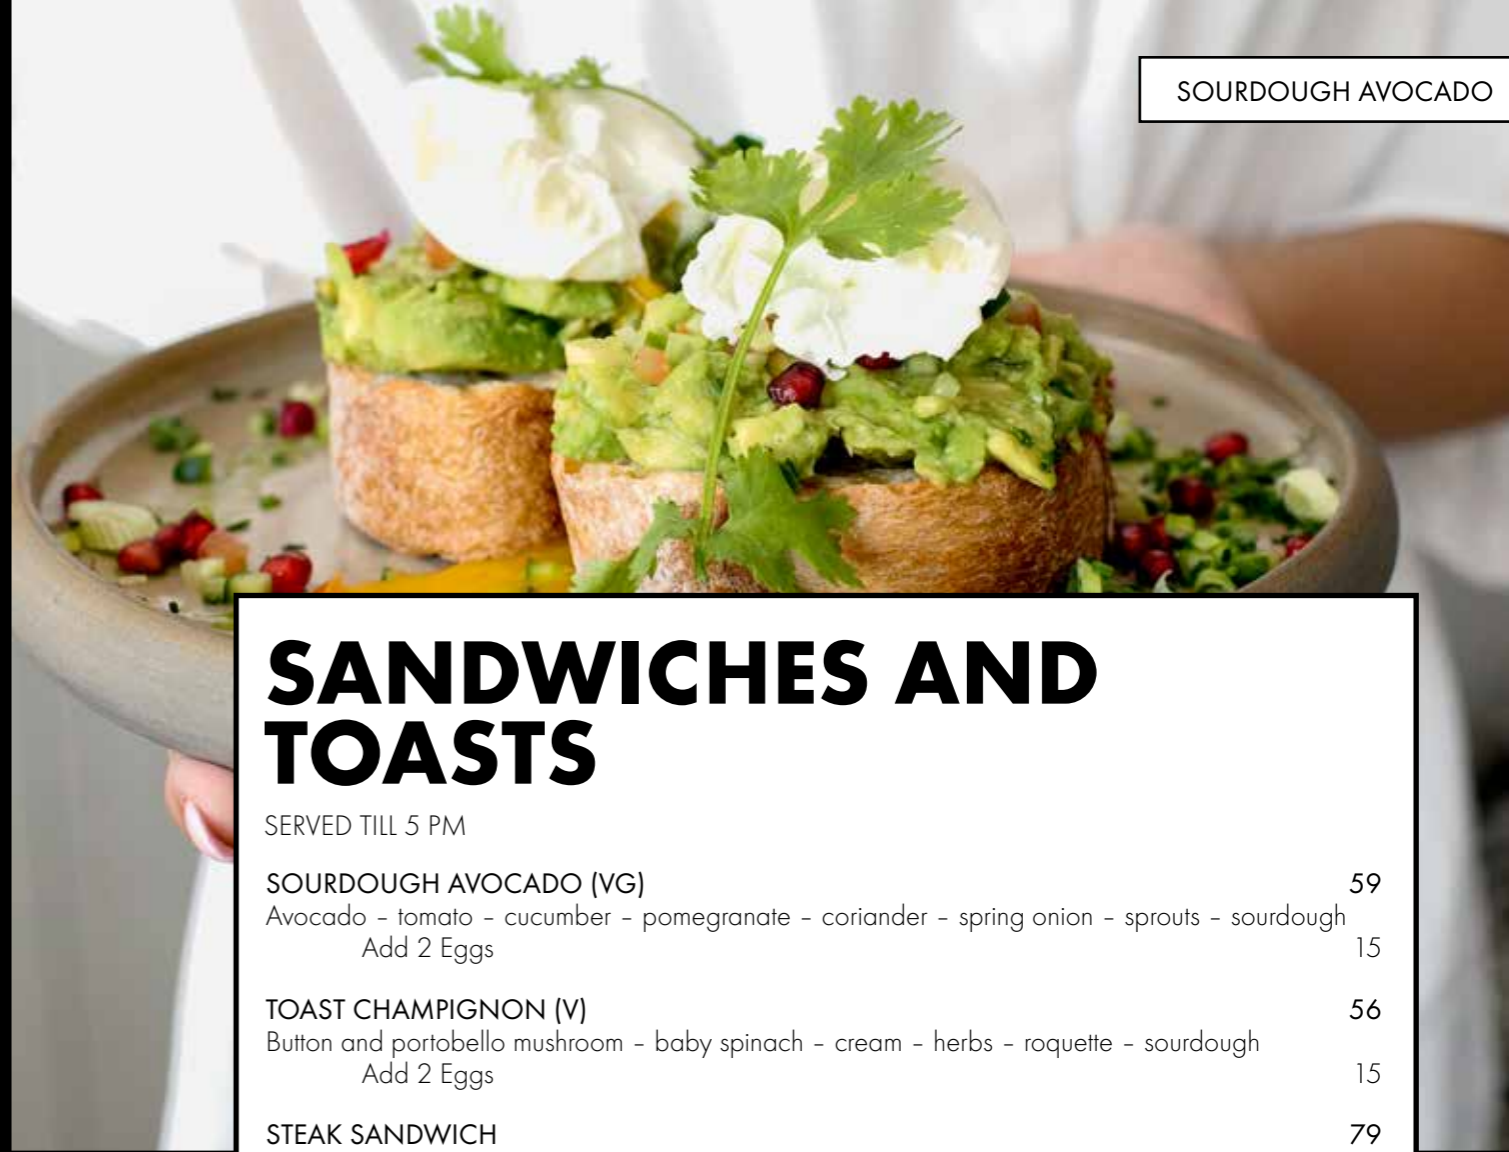 SOURDOUGH AVOCADO
SANDWICHES AND
TOASTS
SERVED TILL 5 PM
SOURDOUGH AVOCADO (VG) 59
Avocado – tomato – cucumber – pomegranate – coriander – spring onion – sprouts – sourdough
Add 2 Eggs 15
TOAST CHAMPIGNON (V) 56
Button and portobello mushroom – baby spinach – cream – herbs – roquette – sourdough
Add 2 Eggs 15
STEAK SANDWICH 79